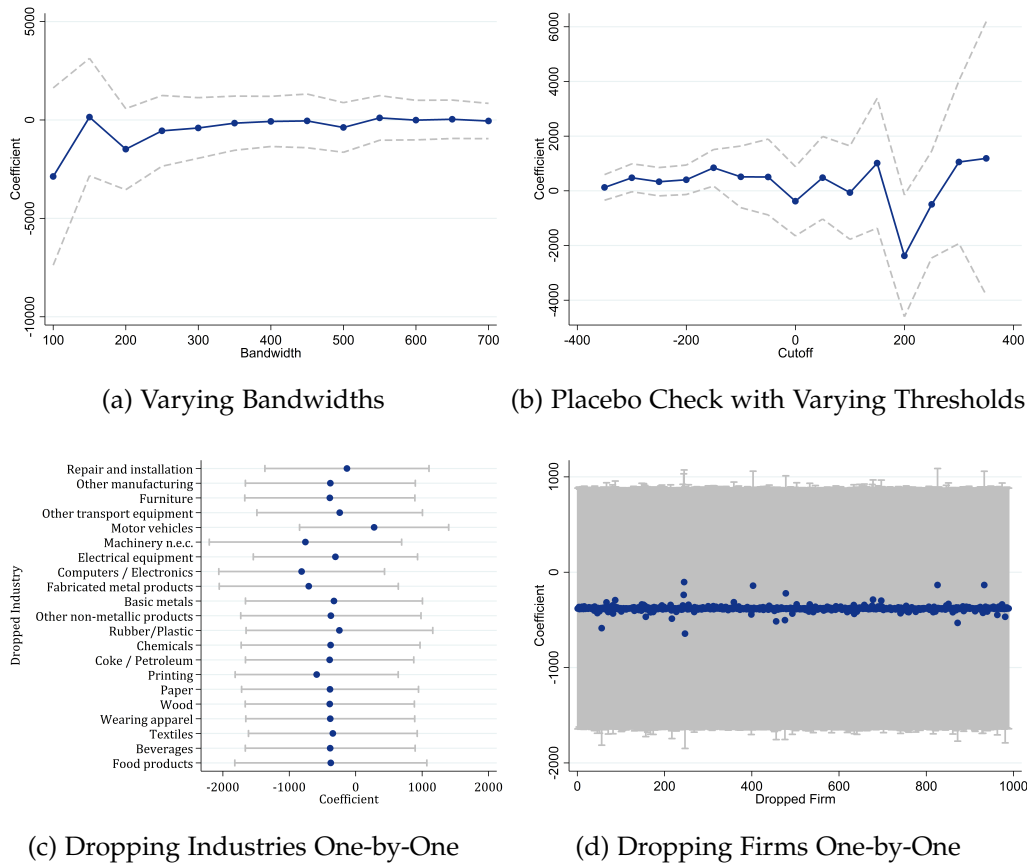 5000
0
-5000
-10000
Coefficient
100 200 300 400 500 600 700
Bandwidth
(a) Varying Bandwidths
6000
4000
2000
0
-2000
-4000
Coefficient
-400 -200 0 200 400
Cutoff
(b) Placebo Check with Varying Thresholds
Dropped Industry
Repair and installation
Other manufacturing
Furniture
Other transport equipment
Motor vehicles
Machinery n.e.c.
Electrical equipment
Computers / Electronics
Fabricated metal products
Basic metals
Other non-metallic products
Rubber/Plastic
Chemicals
Coke / Petroleum
Printing
Paper
Wood
Wearing apparel
Textiles
Beverages
Food products
-2000 -1000 0 1000 2000
Coefficient
(c) Dropping Industries One-by-One
1000
0
-1000
-2000
Coefficient
0 200 400 600 800 1000
Dropped Firm
(d) Dropping Firms One-by-One